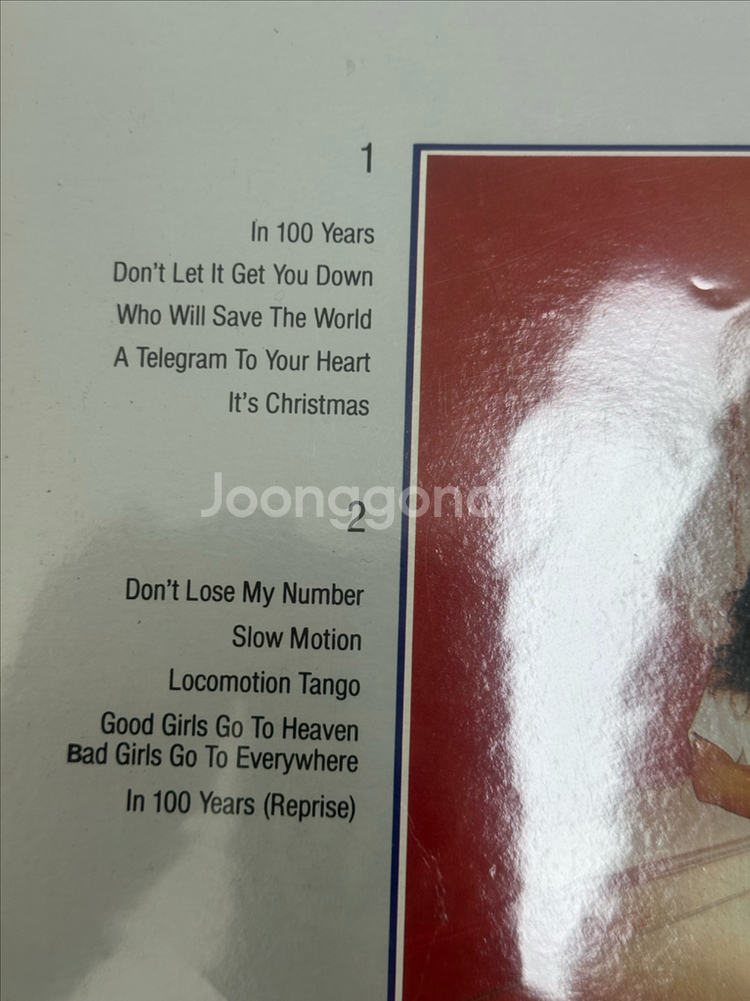 1
In 100 Years
Don't Let It Get You Down
Who Will Save The World
A Telegram To Your Heart
It's Christmas
Joonggona
2
Don't Lose My Number
Slow Motion
Locomotion Tango
Good Girls Go To Heaven
Bad Girls Go To Everywhere
In 100 Years (Reprise)